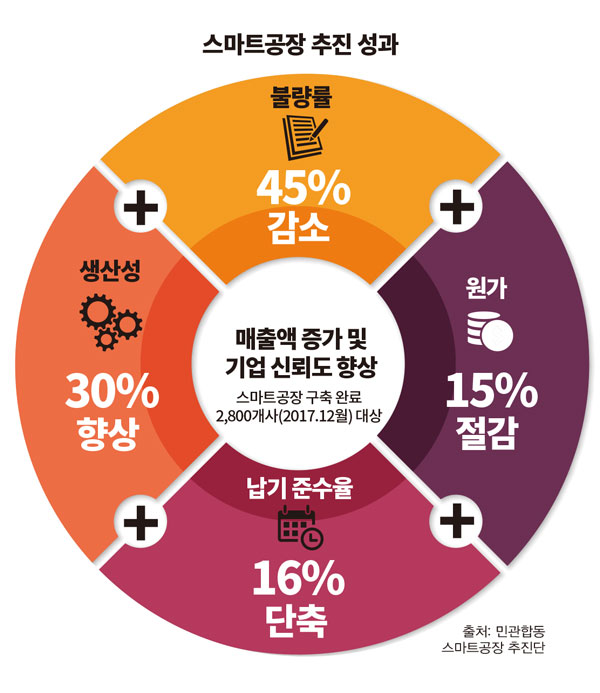 스마트공장 추진 성과
불량률
45%
감소
생산성
30%
향상
원가
15%
절감
매출액 증가 및
기업 신뢰도 향상
스마트공장 구축 완료
2,800개사(2017.12월) 대상
납기 준수율
16%
단축
출처: 민관합동
스마트공장 추진단